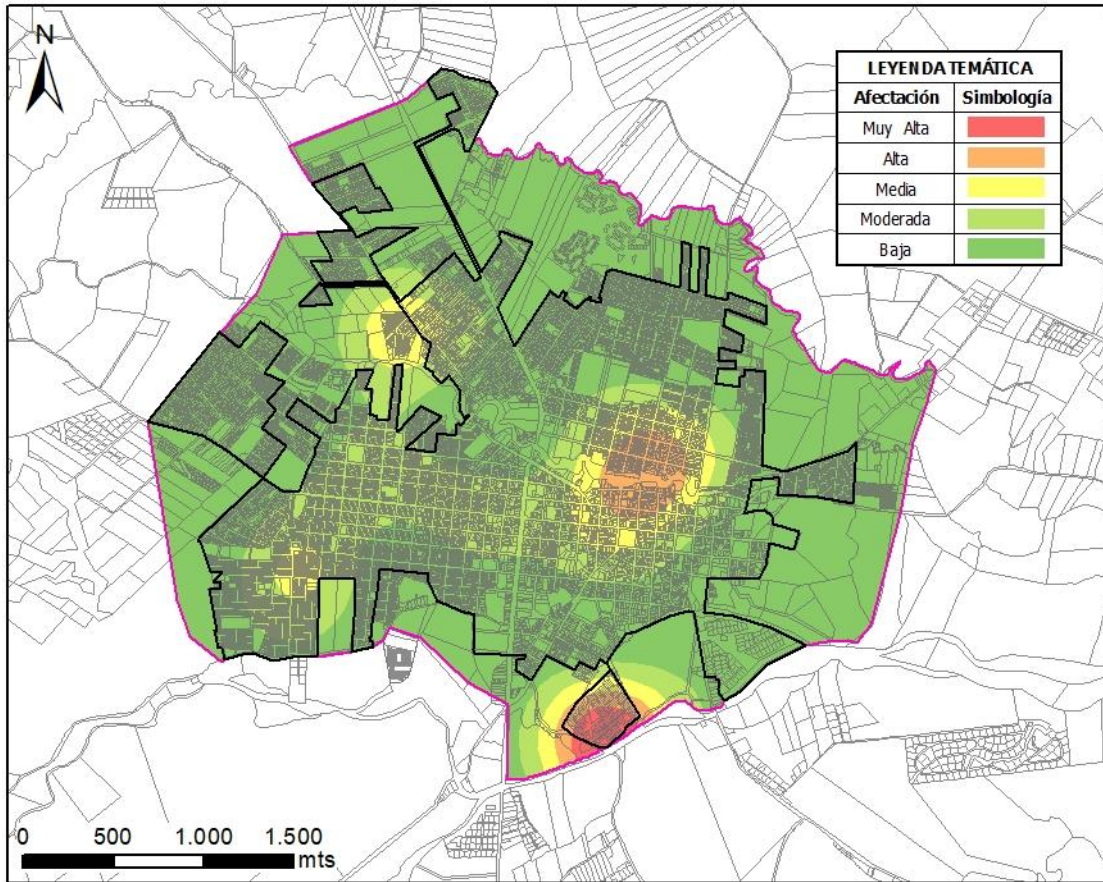 N
LEYENDA TEMÁTICA
Afectación Simbología
Muy Alta
Alta
Media
Moderada
Baja
0 500 1.000 1.500
mts